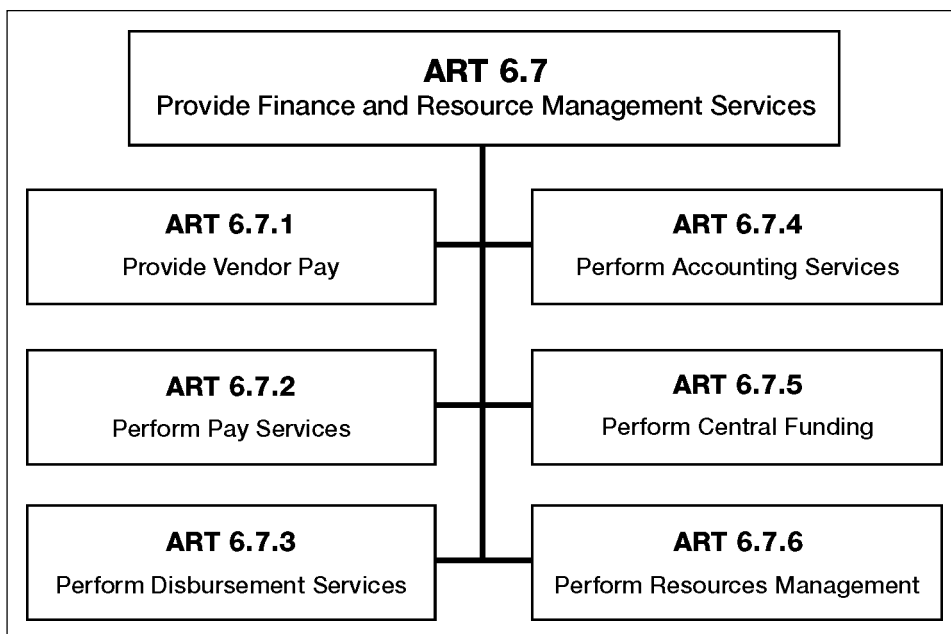 ART 6.7
Provide Finance and Resource Management Services
ART 6.7.1
Provide Vendor Pay
ART 6.7.2
Perform Pay Services
ART 6.7.3
Perform Disbursement Services
ART 6.7.4
Perform Accounting Services
ART 6.7.5
Perform Central Funding
ART 6.7.6
Perform Resources Management